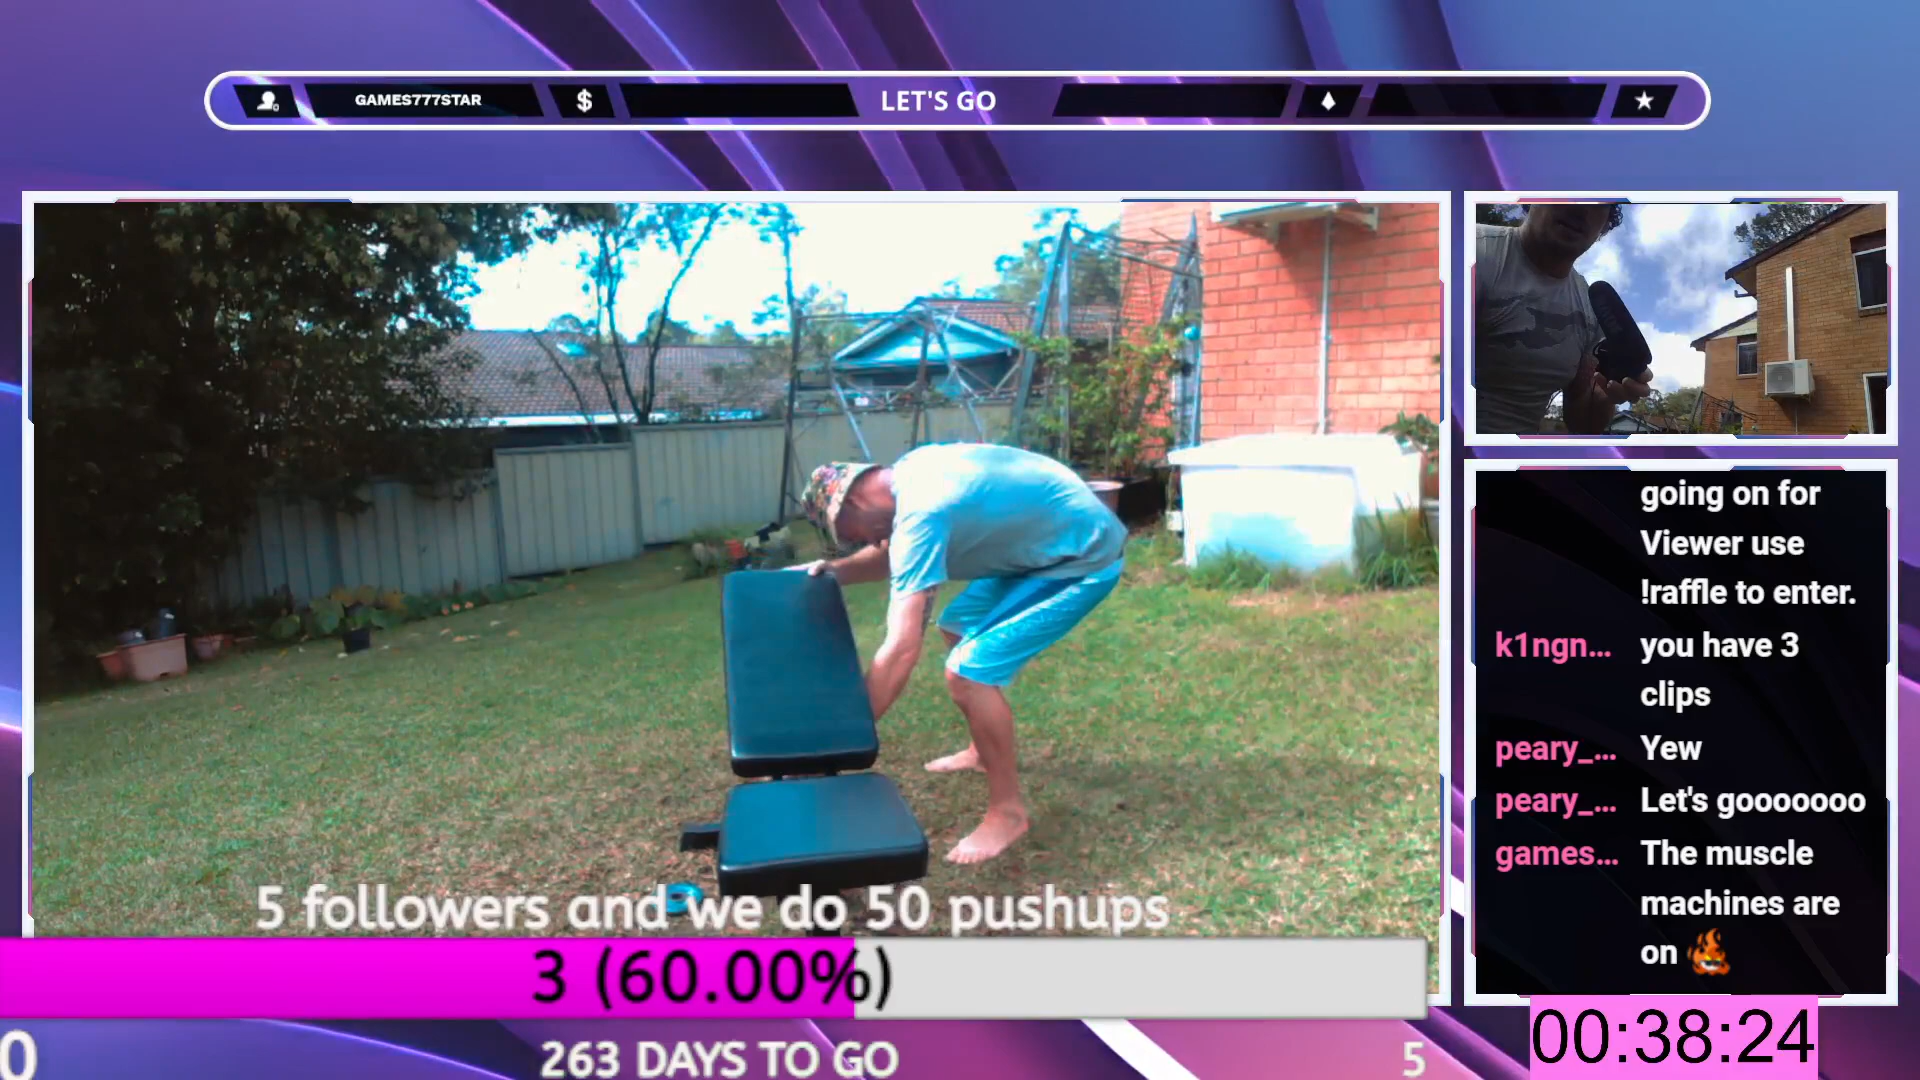 GAMES777STAR
$
LET'S GO
going on for
Viewer use
!raffle to enter.
k1ngn... you have 3
clips
peary_... Yew
peary_... Let's gooooooo
games... The muscle
machines are
on
5 followers and we do 50 pushups
3 (60.00%)
0
263 DAYS TO GO
5
00:38:24